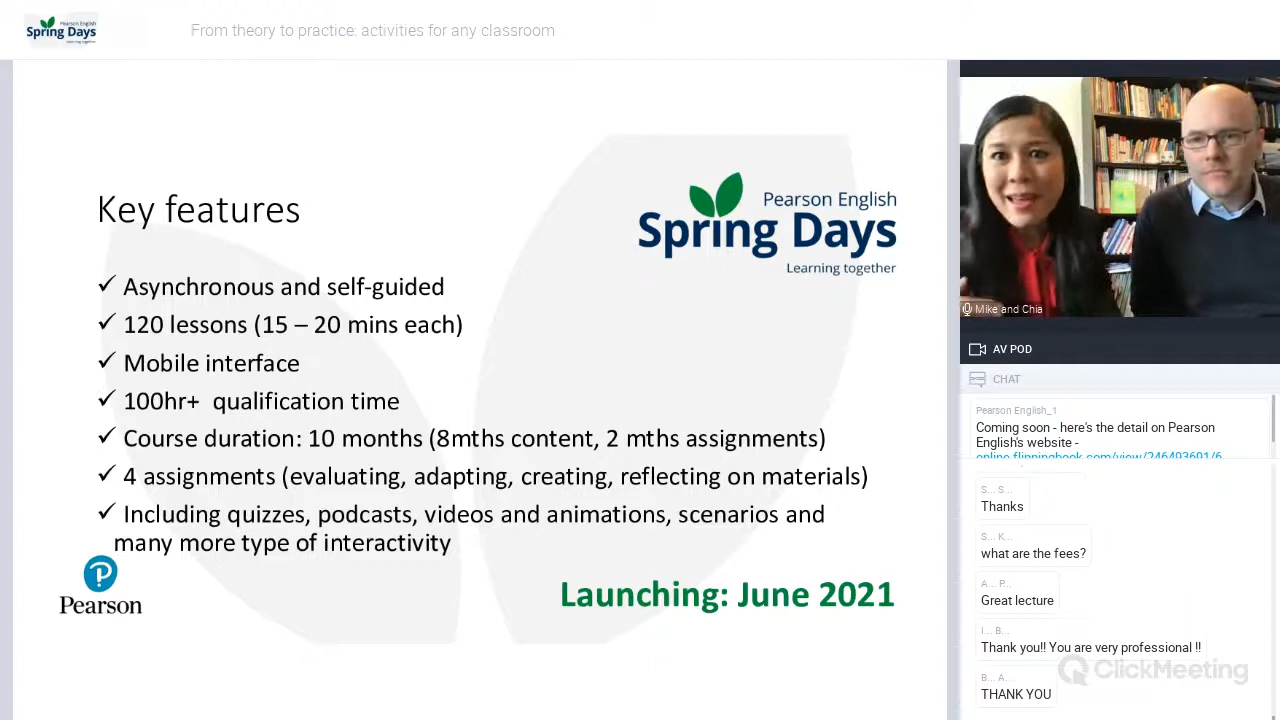 Pearson English
Spring Days
Learning together
From theory to practice: activities for any classroom
Key features
Pearson English
Spring Days
Learning together
✓ Asynchronous and self-guided
✓ 120 lessons (15 – 20 mins each)
✓ Mobile interface
✓ 100hr+ qualification time
✓ Course duration: 10 months (8mths content, 2 mths assignments)
✓ 4 assignments (evaluating, adapting, creating, reflecting on materials)
✓ Including quizzes, podcasts, videos and animations, scenarios and
many more type of interactivity
Pearson
Launching: June 2021
Mike and Chia
AV POD
CHAT
Pearson English_1
Coming soon - here's the detail on Pearson
English's website -
online.flippingbook.com/view/246493691/6
S... S...
Thanks
S... K...
what are the fees?
A... P...
Great lecture
I... B...
Thank you!! You are very professional !!
B... A...
THANK YOU
ClickMeeting